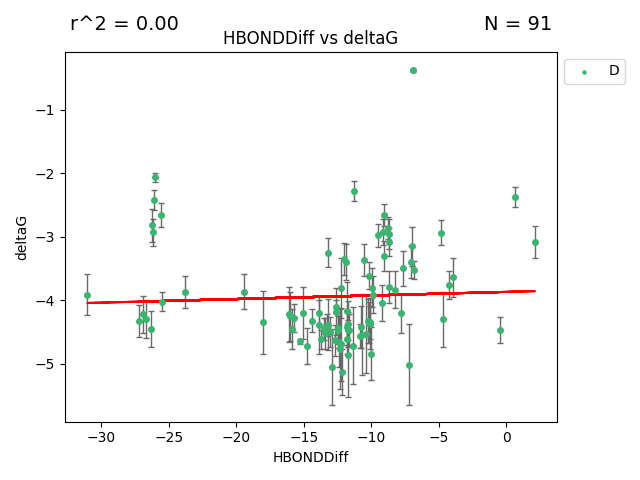 r^2 = 0.00
N = 91
HBONDDiff vs deltaG
D
−1
−2
−3
−4
−5
deltaG
−30
−25
−20
−15
−10
−5
0
HBONDDiff